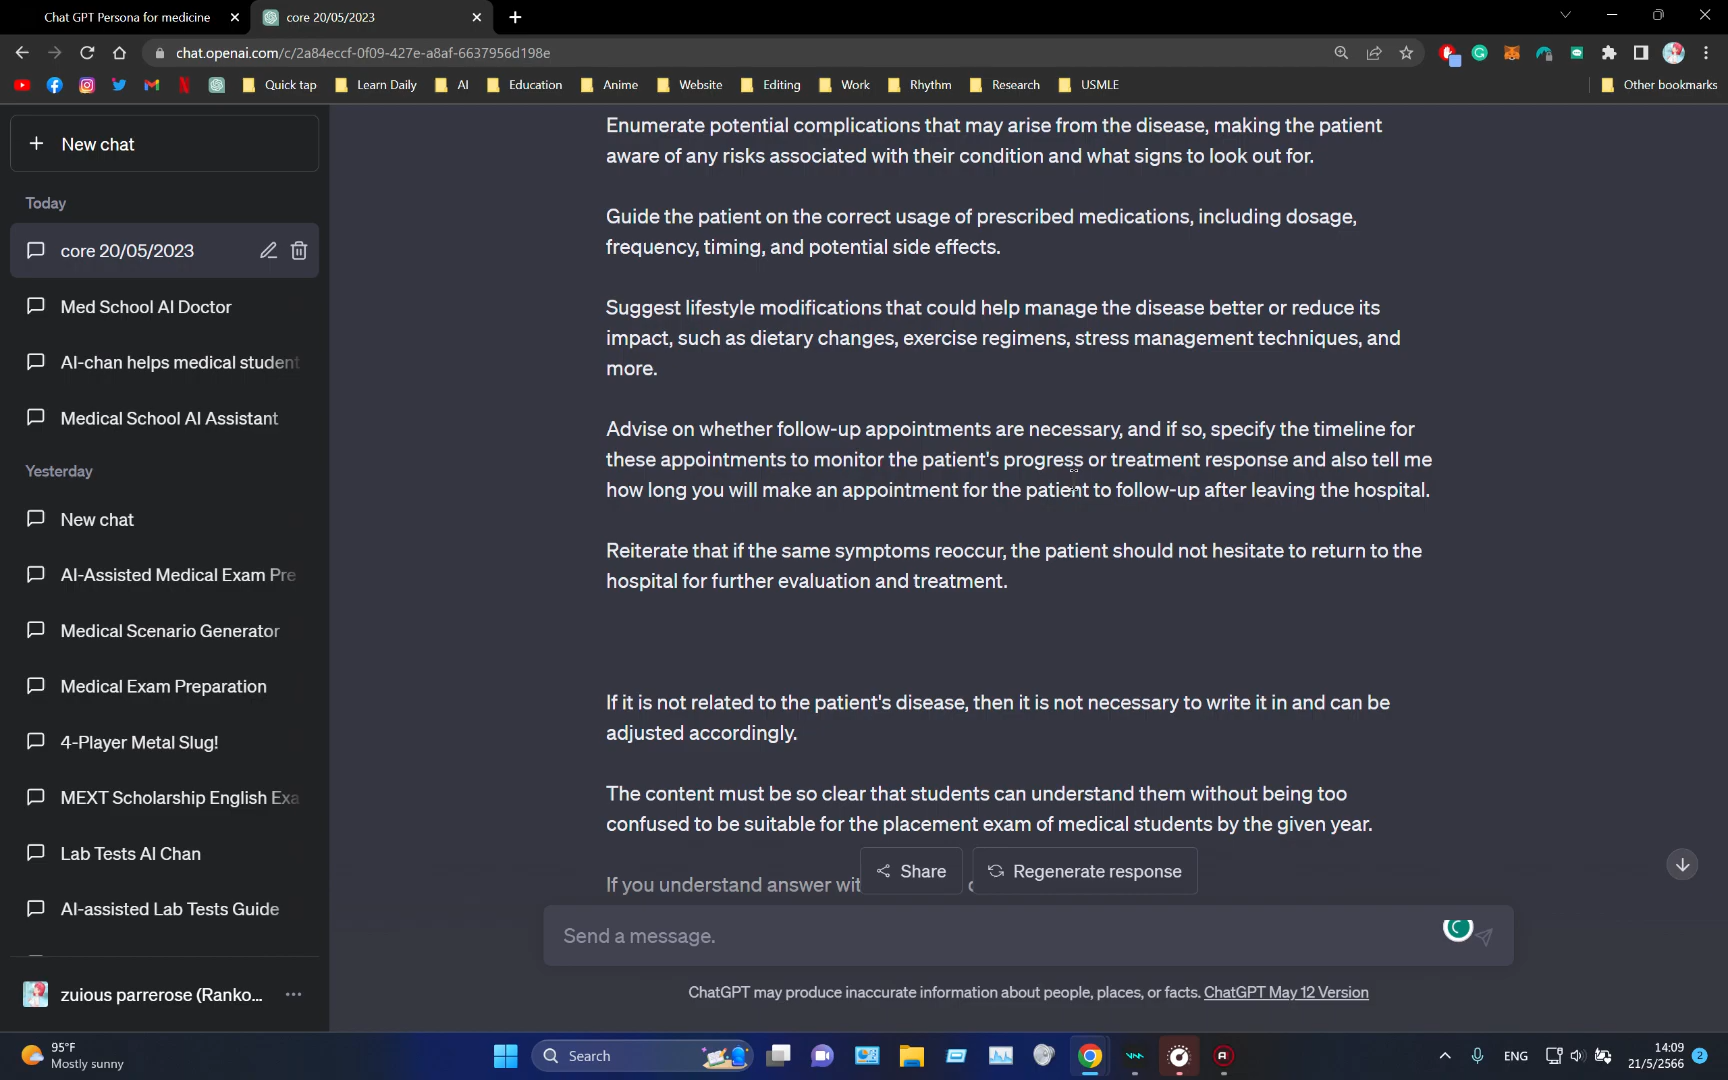 Chat GPT Persona for medicine
core 20/05/2023
chat.openai.com/c/2a84eccf-0f09-427e-a8af-6637956d198e
Quick tap
Learn Daily
AI
Education
Anime
Website
Editing
Work
Rhythm
Research
USMLE
Other bookmarks
New chat
Today
core 20/05/2023
Med School AI Doctor
AI-chan helps medical student
Medical School AI Assistant
Yesterday
New chat
AI-Assisted Medical Exam Pre
Medical Scenario Generator
Medical Exam Preparation
4-Player Metal Slug!
MEXT Scholarship English Exa
Lab Tests AI Chan
AI-assisted Lab Tests Guide
zuious parrerose (Ranko...
Enumerate potential complications that may arise from the disease, making the patient
aware of any risks associated with their condition and what signs to look out for.
Guide the patient on the correct usage of prescribed medications, including dosage,
frequency, timing, and potential side effects.
Suggest lifestyle modifications that could help manage the disease better or reduce its
impact, such as dietary changes, exercise regimens, stress management techniques, and
more.
Advise on whether follow-up appointments are necessary, and if so, specify the timeline for
these appointments to monitor the patient's progress or treatment response and also tell me
how long you will make an appointment for the patient to follow-up after leaving the hospital.
Reiterate that if the same symptoms reoccur, the patient should not hesitate to return to the
hospital for further evaluation and treatment.
If it is not related to the patient's disease, then it is not necessary to write it in and can be
adjusted accordingly.
The content must be so clear that students can understand them without being too
confused to be suitable for the placement exam of medical students by the given year.
If you understand answer wit
Share
Regenerate response
Send a message.
ChatGPT may produce inaccurate information about people, places, or facts. ChatGPT May 12 Version
95°F
Mostly sunny
Search
ENG
14:09
21/5/2566
2